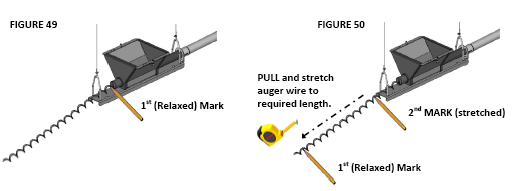 FIGURE 49
FIGURE 50
1st (Relaxed) Mark
PULL and stretch
auger wire to
required length.
2nd MARK (stretched)
1st (Relaxed) Mark